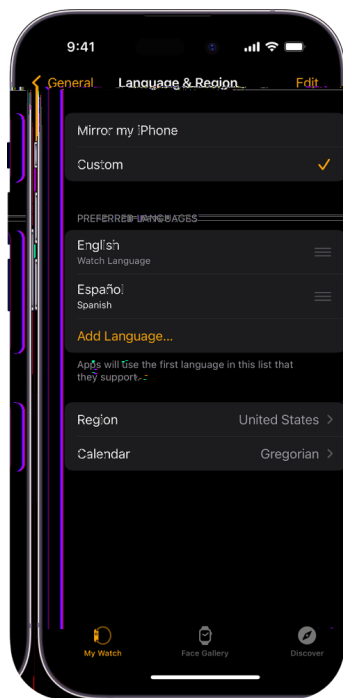 9:41
General Language & Region Edit
Mirror my iPhone
Custom
PREFERRED LANGUAGES
English
Watch Language
Español
Spanish
Add Language...
Apps will use the first language in this list that
they support.
Region United States
Calendar Gregorian
My Watch Face Gallery Discover